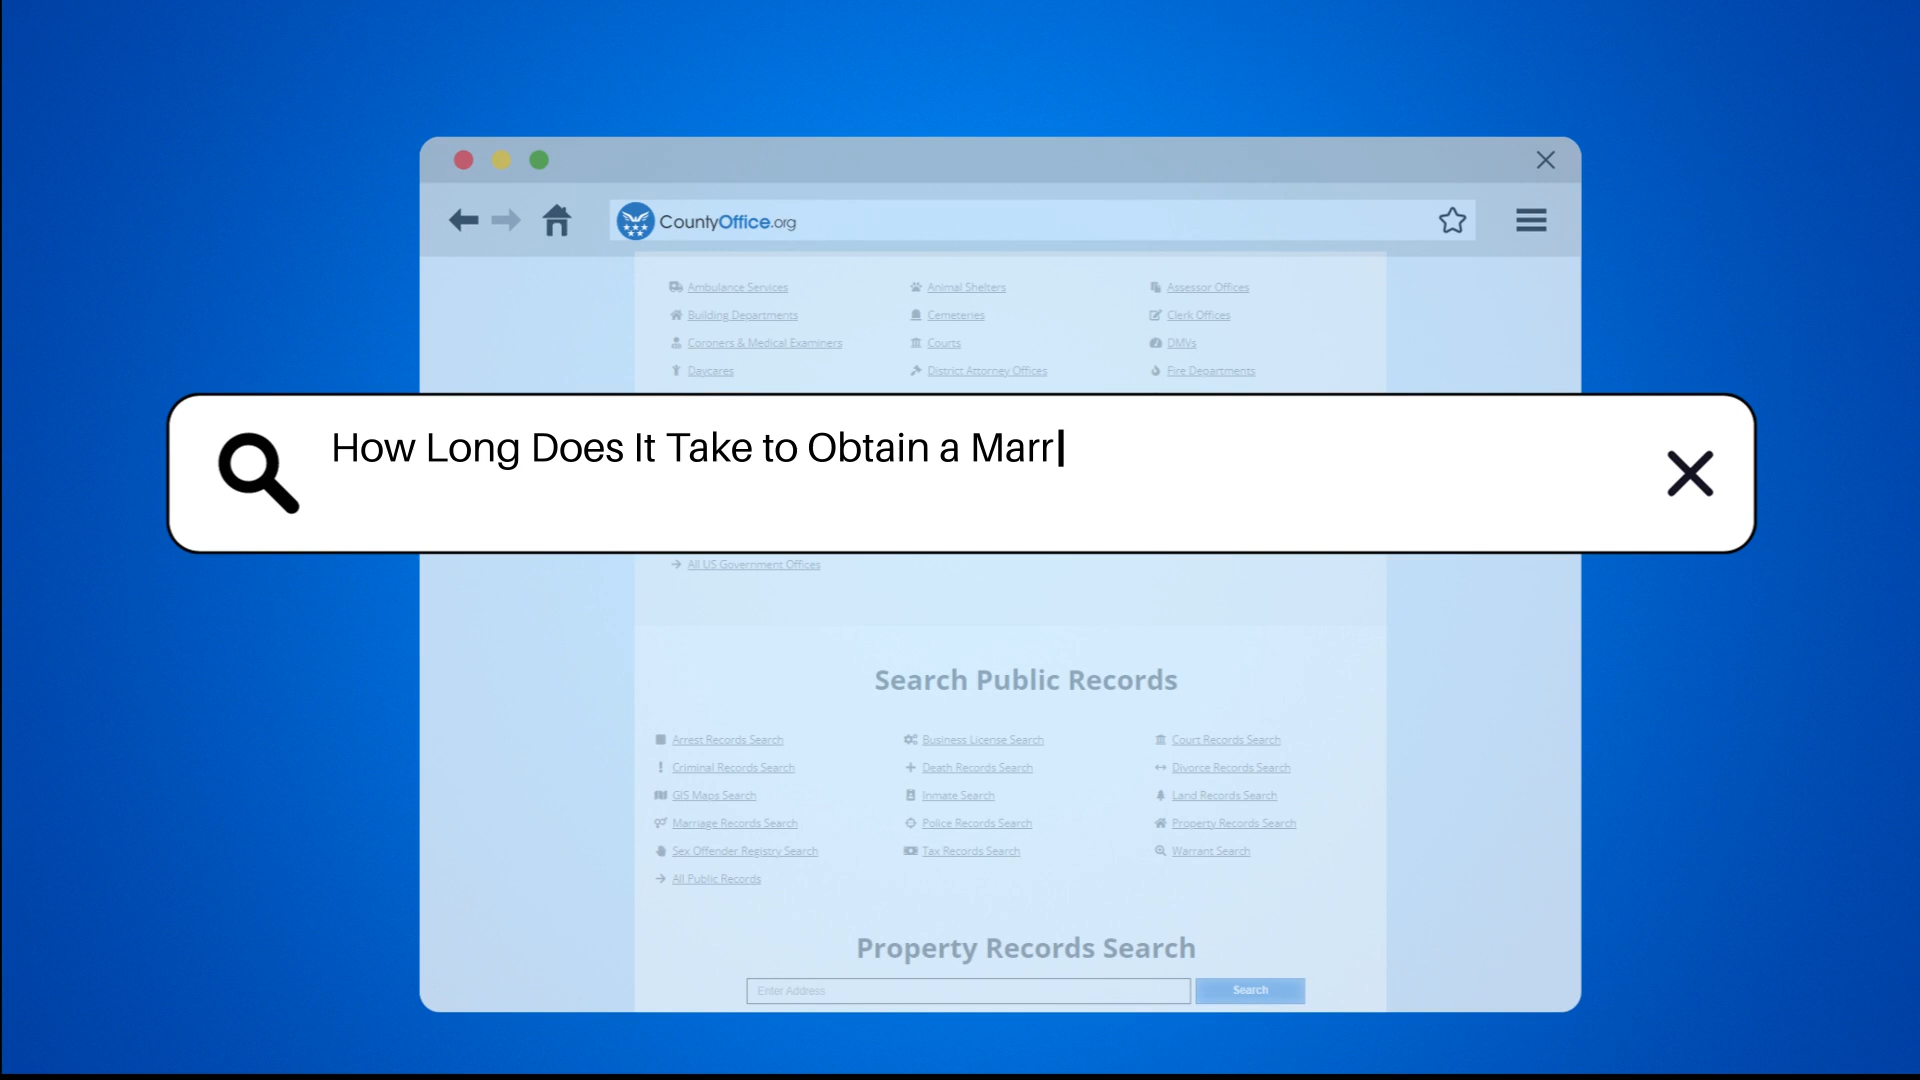 CountyOffice.org
Ambulance Services Animal Shelters Assessor Offices
Building Departments Cemeteries Clerk Offices
Coroners & Medical Examiners Courts DMVs
Daycares District Attorney Offices Fire Departments
How Long Does It Take to Obtain a Marr
All US Government Offices
Search Public Records
Arrest Records Search Business License Search Court Records Search
Criminal Records Search Death Records Search Divorce Records Search
GIS Maps Search Inmate Search Land Records Search
Marriage Records Search Police Records Search Property Records Search
Sex Offender Registry Search Tax Records Search Warrant Search
All Public Records
Property Records Search
Enter Address Search